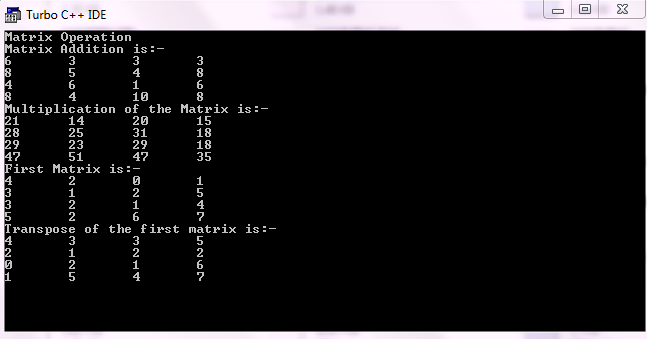 Turbo C++ IDE
Matrix Operation
Matrix Addition is:-
6 3 3 3
8 5 4 8
4 6 1 6
8 4 10 8
Multiplication of the Matrix is:-
21 14 20 15
28 25 31 18
29 23 29 18
47 51 47 35
First Matrix is:-
4 2 0 1
3 1 2 5
3 2 1 4
5 2 6 7
Transpose of the first matrix is:-
4 3 3 5
2 1 2 2
0 2 1 6
1 5 4 7